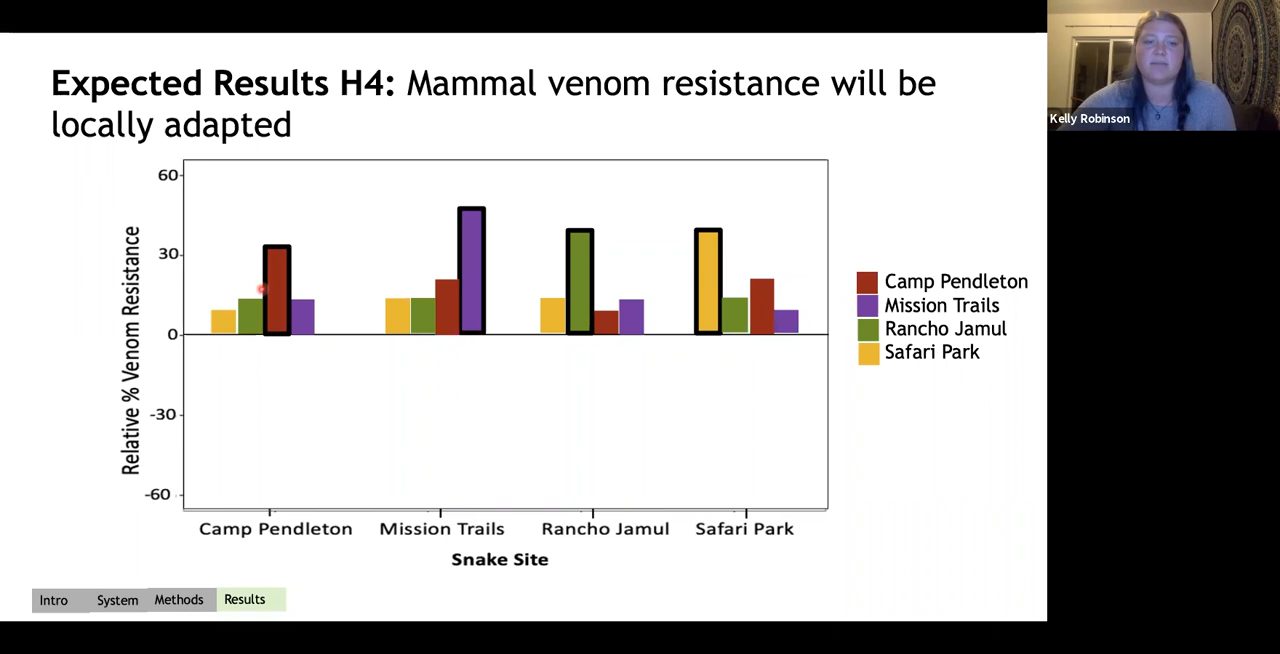 Expected Results H4: Mammal venom resistance will be
locally adapted
Kelly Robinson
Relative % Venom Resistance
60
30
0
-30
-60
Camp Pendleton
Mission Trails
Rancho Jamul
Safari Park
Snake Site
Camp Pendleton
Mission Trails
Rancho Jamul
Safari Park
Intro
System
Methods
Results